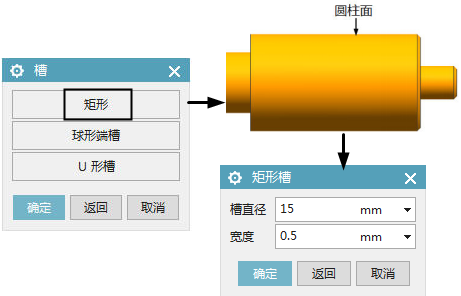 圆柱面
槽
矩形
球形端槽
U 形槽
确定 返回 取消
矩形槽
槽直径 15 mm
宽度 0.5 mm
确定 返回 取消